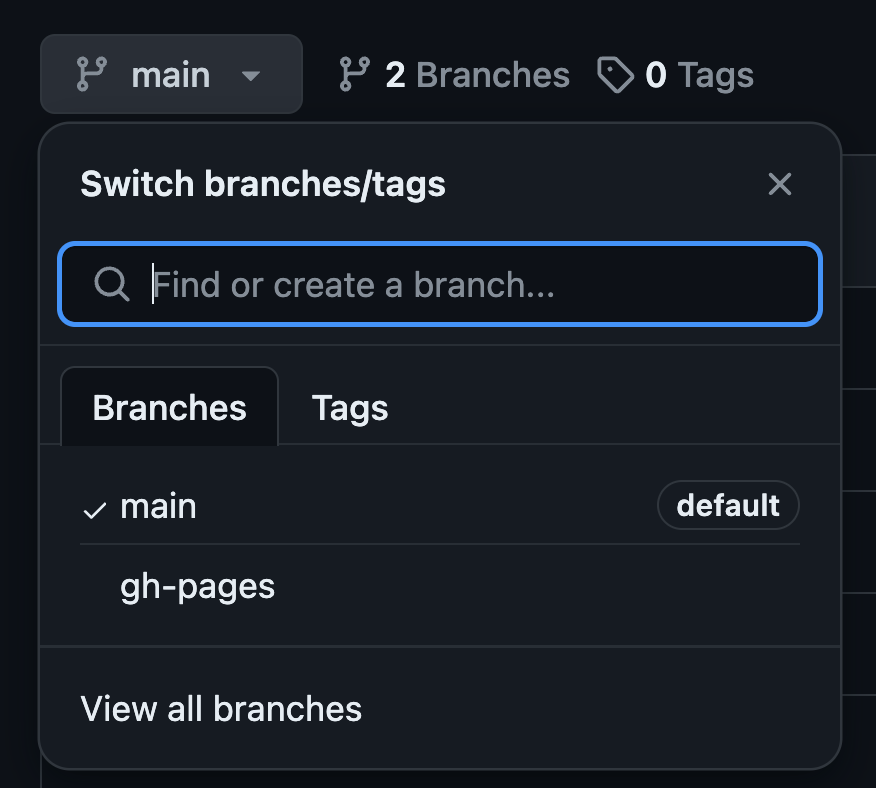 main 2 Branches 0 Tags
Switch branches/tags
Find or create a branch...
Branches Tags
main default
gh-pages
View all branches